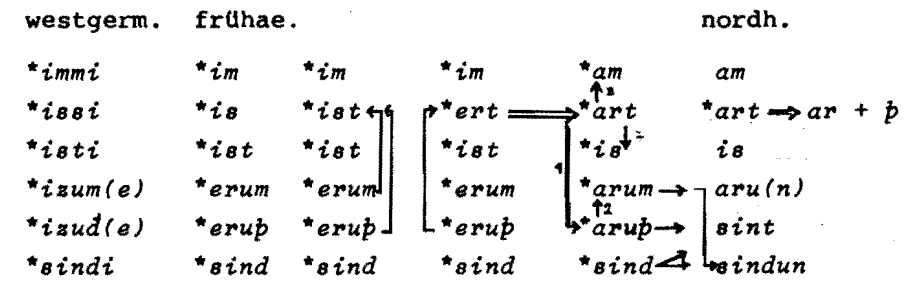 westgerm. frühae. nordh.
*immi *im *im *im *am am
*issi *is *ist *ert *art *art ar + þ
*isti *ist *ist *ist *is is
*izum(e) *erum *erum *erum *arum aru(n)
*izuđ(e) *eruþ *eruþ *eruþ *aruþ sint
*sindi *sind *sind *sind *sind sindun